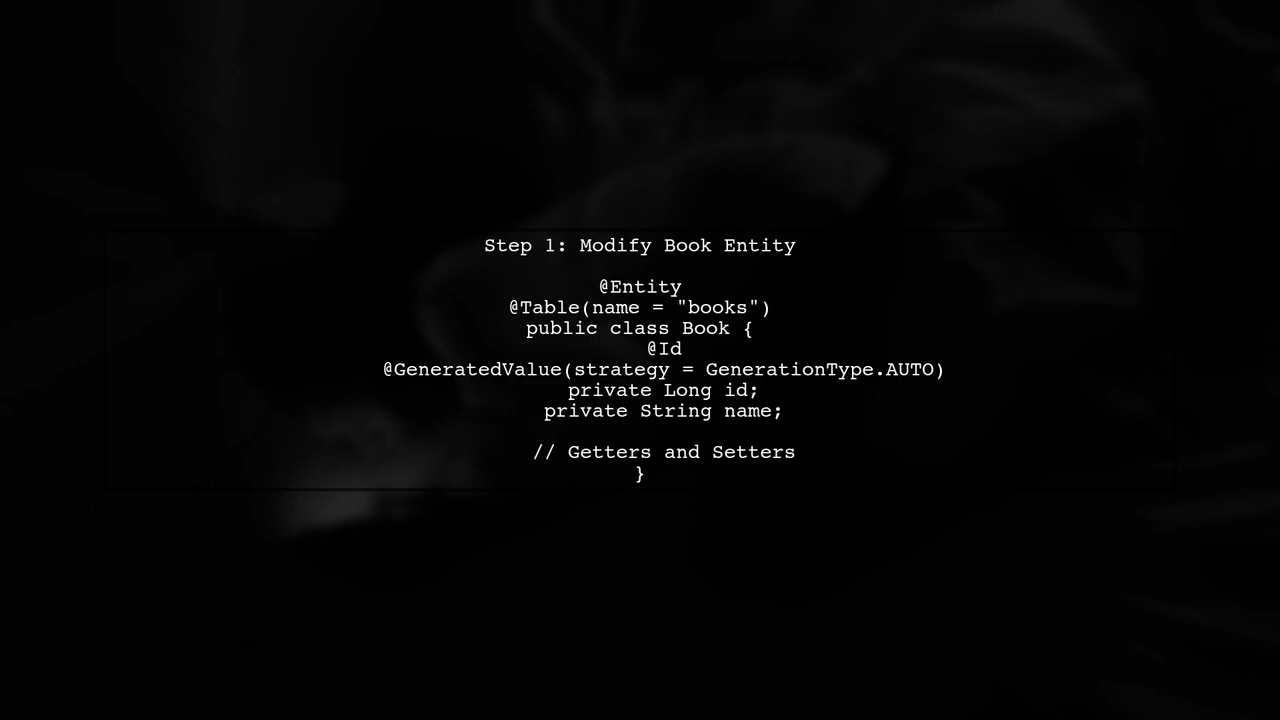 Step 1: Modify Book Entity
@Entity
@Table(name = "books")
public class Book {
@Id
@GeneratedValue(strategy = GenerationType.AUTO)
private Long id;
private String name;
// Getters and Setters
}